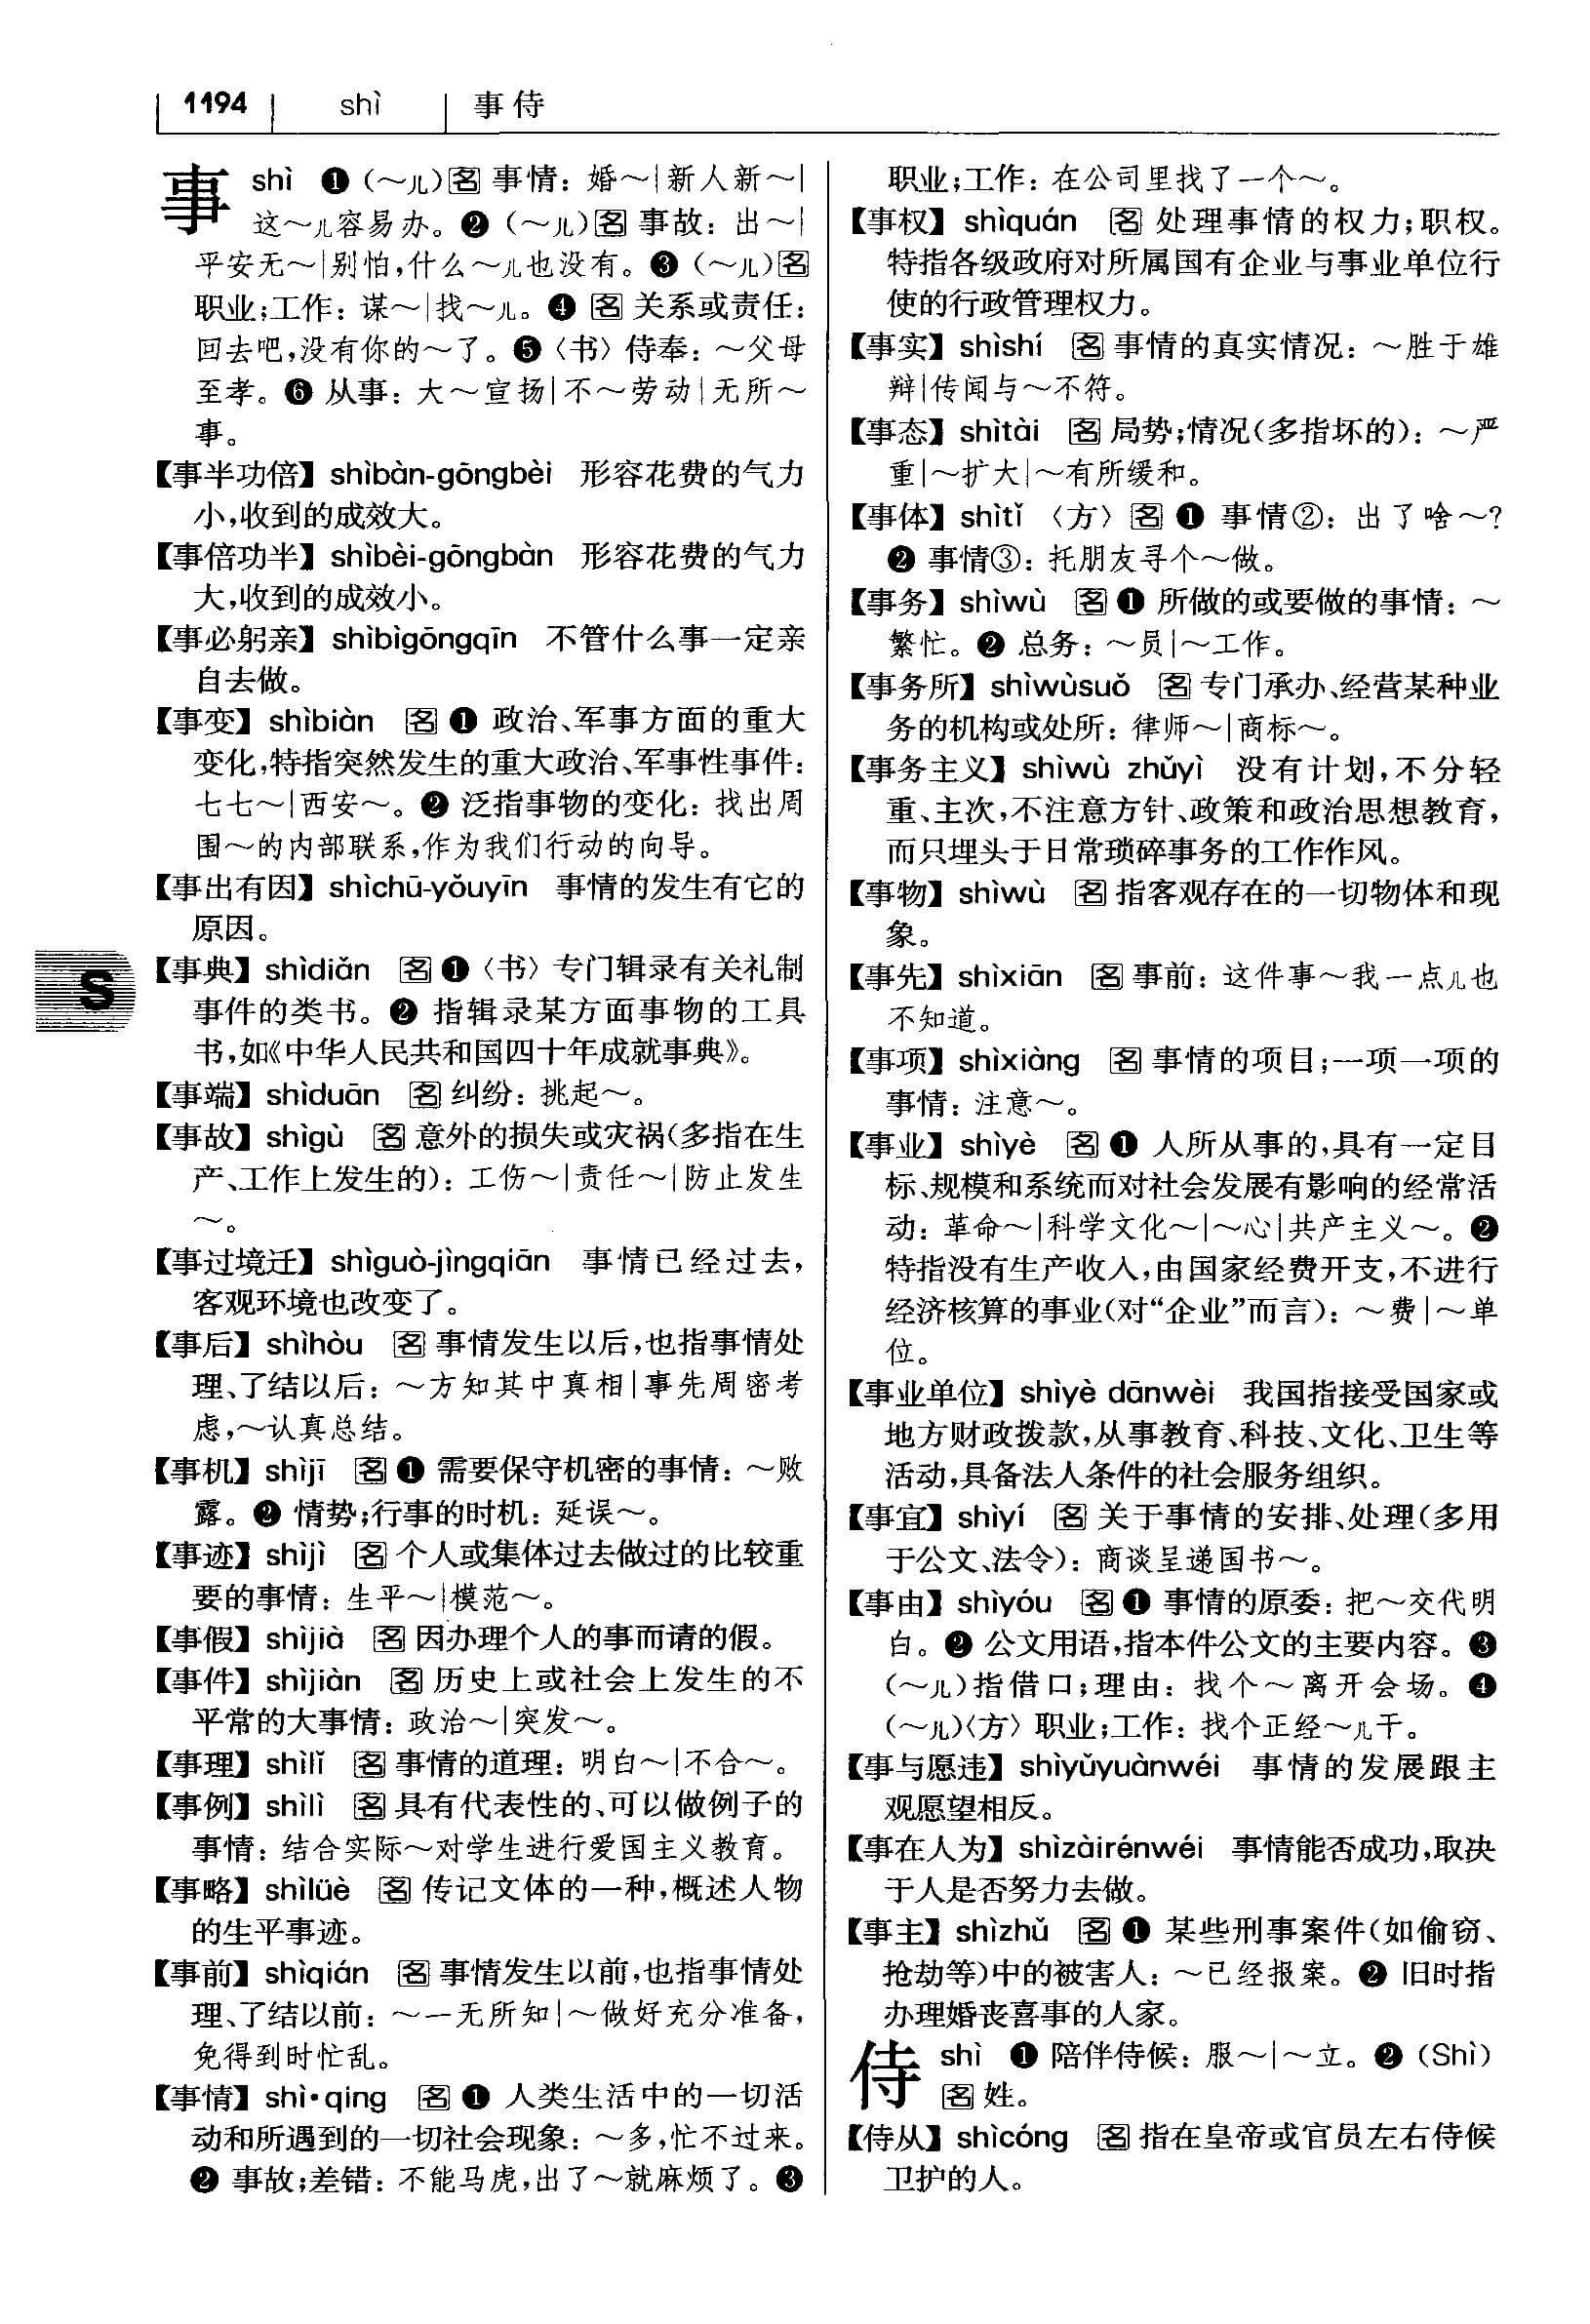 1194 shì 事侍
事 shì ❶(～儿)名 事情：婚～|新人新～|
这～儿容易办。❷(～儿)名 事故：出～|
平安无～|别怕,什么～儿也没有。❸(～儿)名
职业;工作：谋～|找～儿。❹ 名 关系或责任：
回去吧,没有你的～了。❺〈书〉侍奉：～父母
至孝。❻ 从事：大～宣扬|不～劳动|无所～
事。
【事半功倍】shìbàn-gōngbèi 形容花费的气力
小,收到的成效大。
【事倍功半】shìbèi-gōngbàn 形容花费的气力
大,收到的成效小。
【事必躬亲】shìbìgōngqīn 不管什么事一定亲
自去做。
【事变】shìbiàn 名 ❶ 政治、军事方面的重大
变化,特指突然发生的重大政治、军事性事件：
七七～|西安～。❷ 泛指事物的变化：找出周
围～的内部联系,作为我们行动的向导。
【事出有因】shìchū-yǒuyīn 事情的发生有它的
原因。
【事典】shìdiǎn 名 ❶〈书〉专门辑录有关礼制
事件的类书。❷ 指辑录某方面事物的工具
书,如《中华人民共和国四十年成就事典》。
S
【事端】shìduān 名 纠纷：挑起～。
【事故】shìgù 名 意外的损失或灾祸(多指在生
产、工作上发生的)：工伤～|责任～|防止发生
～。
【事过境迁】shìguò-jìngqiān 事情已经过去,
客观环境也改变了。
【事后】shìhòu 名 事情发生以后,也指事情处
理、了结以后：～方知其中真相|事先周密考
虑,～认真总结。
【事机】shìjī 名 ❶ 需要保守机密的事情：～败
露。❷ 情势;行事的时机：延误～。
【事迹】shìjì 名 个人或集体过去做过的比较重
要的事情：生平～|模范～。
【事假】shìjià 名 因办理个人的事而请的假。
【事件】shìjiàn 名 历史上或社会上发生的不
平常的大事情：政治～|突发～。
【事理】shìlǐ 名 事情的道理：明白～|不合～。
【事例】shìlì 名 具有代表性的、可以做例子的
事情：结合实际～对学生进行爱国主义教育。
【事略】shìlüè 名 传记文体的一种,概述人物
的生平事迹。
【事前】shìqián 名 事情发生以前,也指事情处
理、了结以前：～一无所知|～做好充分准备,
免得到时忙乱。
【事情】shì•qing 名 ❶ 人类生活中的一切活
动和所遇到的一切社会现象：～多,忙不过来。
❷ 事故;差错：不能马虎,出了～就麻烦了。❸
职业;工作：在公司里找了一个～。
【事权】shìquán 名 处理事情的权力;职权。
特指各级政府对所属国有企业与事业单位行
使的行政管理权力。
【事实】shìshí 名 事情的真实情况：～胜于雄
辩|传闻与～不符。
【事态】shìtài 名 局势;情况(多指坏的)：～严
重|～扩大|～有所缓和。
【事体】shìtǐ〈方〉名 ❶ 事情②：出了啥～?
❷ 事情③：托朋友寻个～做。
【事务】shìwù 名 ❶ 所做的或要做的事情：～
繁忙。❷ 总务：～员|～工作。
【事务所】shìwùsuǒ 名 专门承办、经营某种业
务的机构或处所：律师～|商标～。
【事务主义】shìwù zhǔyì 没有计划,不分轻
重、主次,不注意方针、政策和政治思想教育,
而只埋头于日常琐碎事务的工作作风。
【事物】shìwù 名 指客观存在的一切物体和现
象。
【事先】shìxiān 名 事前：这件事～我一点儿也
不知道。
【事项】shìxiàng 名 事情的项目;一项一项的
事情：注意～。
【事业】shìyè 名 ❶ 人所从事的,具有一定目
标、规模和系统而对社会发展有影响的经常活
动：革命～|科学文化～|～心|共产主义～。❷
特指没有生产收入,由国家经费开支,不进行
经济核算的事业(对“企业”而言)：～费|～单
位。
【事业单位】shìyè dānwèi 我国指接受国家或
地方财政拨款,从事教育、科技、文化、卫生等
活动,具备法人条件的社会服务组织。
【事宜】shìyí 名 关于事情的安排、处理(多用
于公文、法令)：商谈呈递国书～。
【事由】shìyóu 名 ❶ 事情的原委：把～交代明
白。❷ 公文用语,指本件公文的主要内容。❸
(～儿)指借口;理由：找个～离开会场。❹
(～儿)〈方〉职业;工作：找个正经～儿干。
【事与愿违】shìyǔyuànwéi 事情的发展跟主
观愿望相反。
【事在人为】shìzàirénwéi 事情能否成功,取决
于人是否努力去做。
【事主】shìzhǔ 名 ❶ 某些刑事案件(如偷窃、
抢劫等)中的被害人：～已经报案。❷ 旧时指
办理婚丧喜事的人家。
侍 shì ❶ 陪伴侍候：服～|～立。❷(Shì)
名 姓。
【侍从】shìcóng 名 指在皇帝或官员左右侍候
卫护的人。